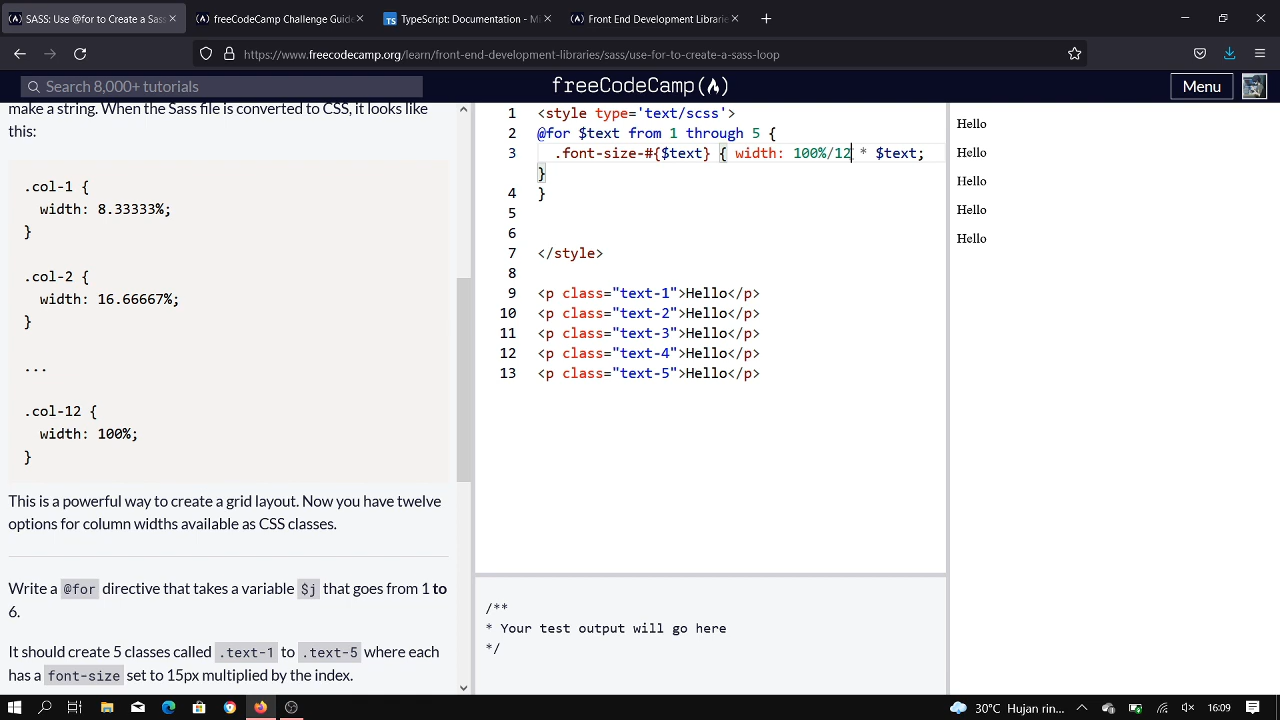 SASS: Use @for to Create a Sass
freeCodeCamp Challenge Guide
TypeScript: Documentation - Mi
Front End Development Librarie
https://www.freecodecamp.org/learn/front-end-development-libraries/sass/use-for-to-create-a-sass-loop
Search 8,000+ tutorials
freeCodeCamp
Menu
make a string. When the Sass file is converted to CSS, it looks like
this:
.col-1 {
width: 8.33333%;
}
.col-2 {
width: 16.66667%;
}
...
.col-12 {
width: 100%;
}
This is a powerful way to create a grid layout. Now you have twelve
options for column widths available as CSS classes.
Write a @for directive that takes a variable $j that goes from 1 to
6.
It should create 5 classes called .text-1 to .text-5 where each
has a font-size set to 15px multiplied by the index.
1 <style type='text/scss'>
2 @for $text from 1 through 5 {
3 .font-size-#{$text} { width: 100%/12 * $text;
}
4 }
5
6
7 </style>
8
9 <p class="text-1">Hello</p>
10 <p class="text-2">Hello</p>
11 <p class="text-3">Hello</p>
12 <p class="text-4">Hello</p>
13 <p class="text-5">Hello</p>
/**
* Your test output will go here
*/
Hello
Hello
Hello
Hello
Hello
30°C Hujan rin...
16:09